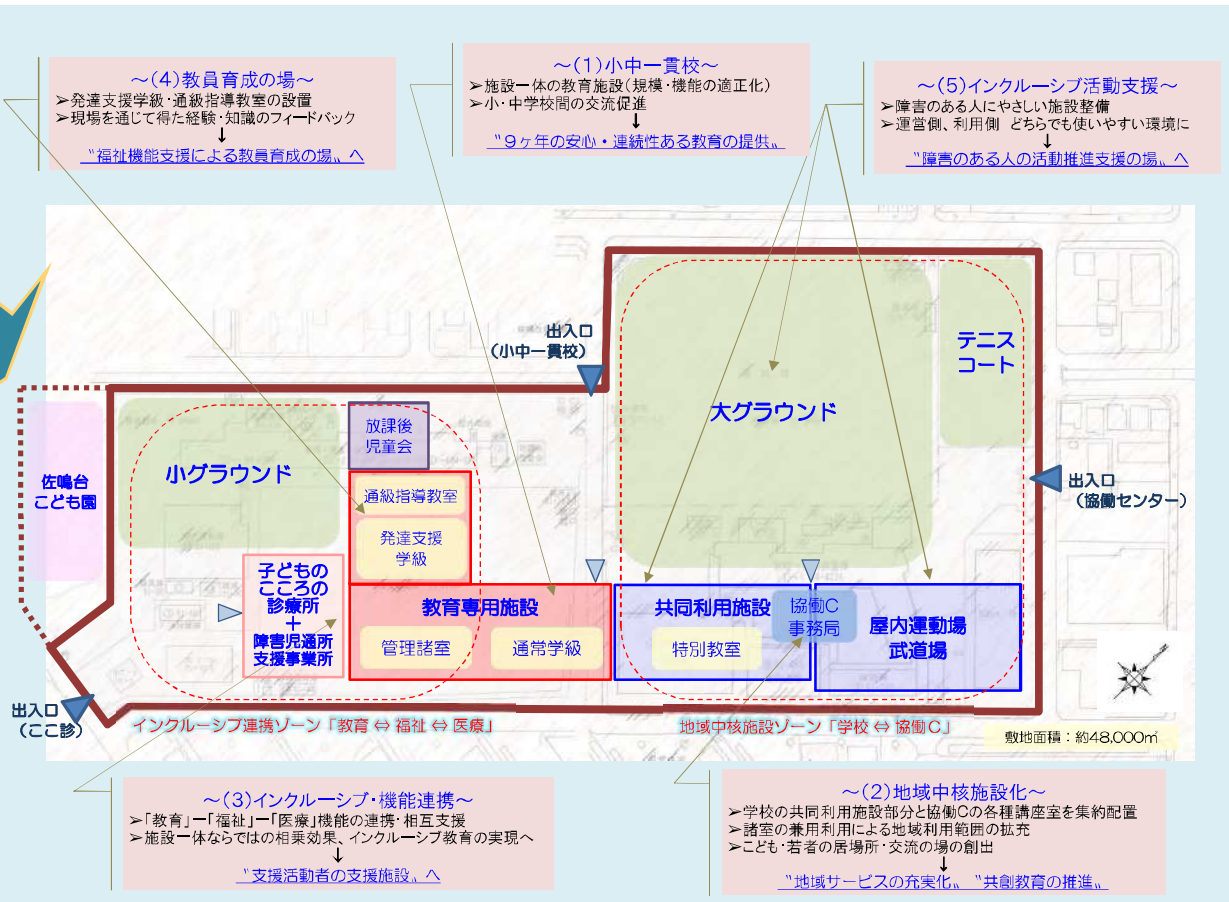 ～(4)教員育成の場～
➢発達支援学級・通級指導教室の設置
➢現場を通じて得た経験・知識のフィードバック
↓
〝福祉機能支援による教員育成の場〟へ
～(1)小中一貫校～
➢施設一体の教育施設(規模・機能の適正化)
➢小・中学校間の交流促進
↓
〝９ヶ年の安心・連続性ある教育の提供〟
～(5)インクルーシブ活動支援～
➢障害のある人にやさしい施設整備
➢運営側、利用側 どちらでも使いやすい環境に
↓
〝障害のある人の活動推進支援の場〟へ
出入口
（小中一貫校）
テニス
コート
大グラウンド
放課後
児童会
小グラウンド
佐鳴台
こども園
通級指導教室
発達支援
学級
出入口
（協働センター）
子どもの
こころの
診療所
＋
障害児通所
支援事業所
教育専用施設
管理諸室
通常学級
共同利用施設
特別教室
協働C
事務局
屋内運動場
武道場
出入口
（ここ診）
インクルーシブ連携ゾーン「教育 ⇔ 福祉 ⇔ 医療」
地域中核施設ゾーン「学校 ⇔ 協働C」
敷地面積：約48,000㎡
～(3)インクルーシブ・機能連携～
➢「教育」ー「福祉」ー「医療」機能の連携・相互支援
➢施設一体ならではの相乗効果、インクルーシブ教育の実現へ
↓
〝支援活動者の支援施設〟へ
～(2)地域中核施設化～
➢学校の共同利用施設部分と協働Cの各種講座室を集約配置
➢諸室の兼用利用による地域利用範囲の拡充
➢こども・若者の居場所・交流の場の創出
↓
〝地域サービスの充実化〟 〝共創教育の推進〟